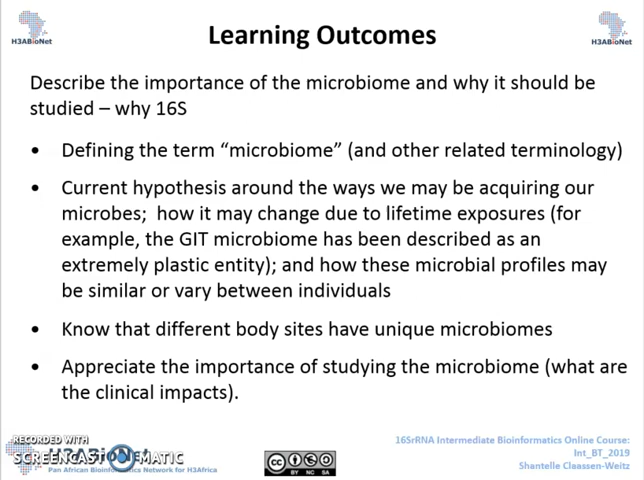 H3ABioNet
Learning Outcomes
H3ABioNet
Describe the importance of the microbiome and why it should be
studied – why 16S
• Defining the term “microbiome” (and other related terminology)
• Current hypothesis around the ways we may be acquiring our
microbes;  how it may change due to lifetime exposures (for
example, the GIT microbiome has been described as an
extremely plastic entity); and how these microbial profiles may
be similar or vary between individuals
• Know that different body sites have unique microbiomes
• Appreciate the importance of studying the microbiome (what are
the clinical impacts).
RECORDED WITH
SCREENCAST MATIC
H3ABioNet
Pan African Bioinformatics Network for H3Africa
CC BY NC SA
16SrRNA Intermediate Bioinformatics Online Course:
Int_BT_2019
Shantelle Claassen-Weitz